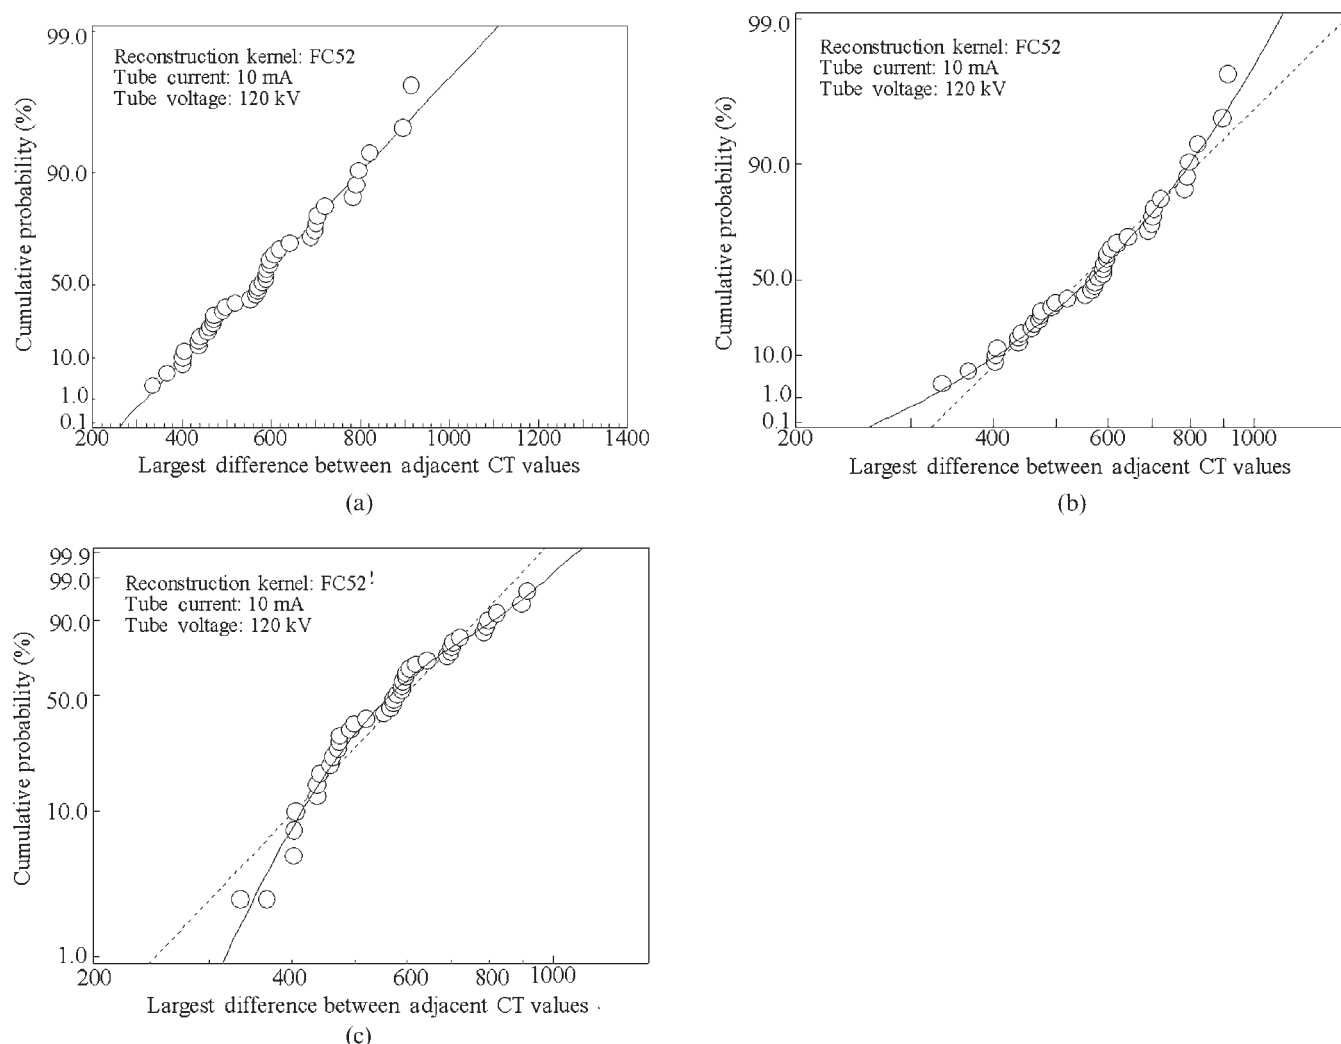 99.0
Reconstruction kernel: FC52
Tube current: 10 mA
Tube voltage: 120 kV
90.0
50.0
10.0
1.0
0.1
Cumulative probability (%)
200 400 600 800 1000 1200 1400
Largest difference between adjacent CT values
(a)
99.0
Reconstruction kernel: FC52
Tube current: 10 mA
Tube voltage: 120 kV
90.0
50.0
10.0
1.0
0.1
Cumulative probability (%)
200 400 600 800 1000
Largest difference between adjacent CT values
(b)
99.9
99.0
Reconstruction kernel: FC52
Tube current: 10 mA
Tube voltage: 120 kV
90.0
50.0
10.0
1.0
Cumulative probability (%)
200 400 600 800 1000
Largest difference between adjacent CT values
(c)